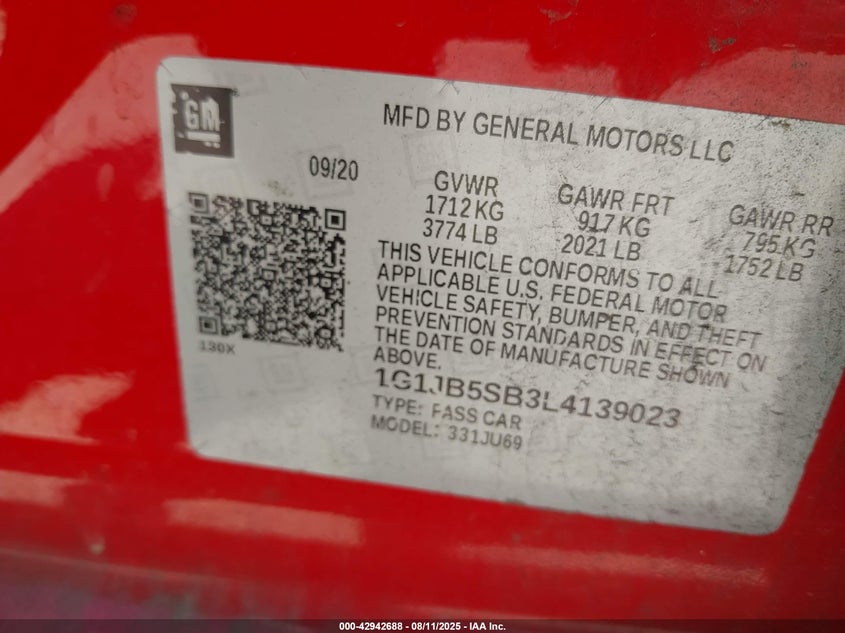 GM
MFD BY GENERAL MOTORS LLC
09/20
GVWR
1712 KG
3774 LB
GAWR FRT
917 KG
2021 LB
GAWR RR
795 KG
1752 LB
THIS VEHICLE CONFORMS TO ALL
APPLICABLE U.S. FEDERAL MOTOR
VEHICLE SAFETY, BUMPER, AND THEFT
PREVENTION STANDARDS IN EFFECT ON
THE DATE OF MANUFACTURE SHOWN
ABOVE.
130X
1G1JB5SB3L4139023
TYPE: PASS CAR
MODEL: 331JU69
000-42942688 - 08/11/2025 - IAA Inc.